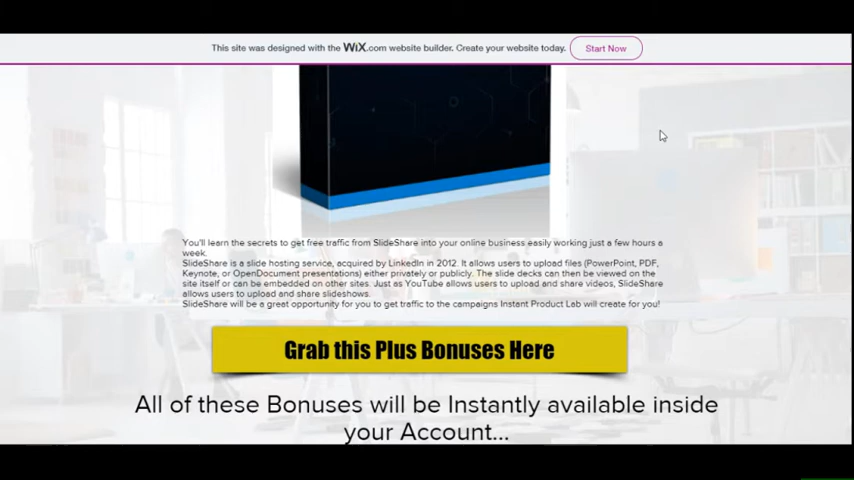 This site was designed with the WiX.com website builder. Create your website today. Start Now
You'll learn the secrets to get free traffic from SlideShare into your online business easily working just a few hours a
week.
SlideShare is a slide hosting service, acquired by LinkedIn in 2012. It allows users to upload files (PowerPoint, PDF,
Keynote, or OpenDocument presentations) either privately or publicly. The slide decks can then be viewed on the
site itself or can be embedded on other sites. Just as YouTube allows users to upload and share videos, SlideShare
allows users to upload and share slideshows.
SlideShare will be a great opportunity for you to get traffic to the campaigns Instant Product Lab will create for you!
Grab this Plus Bonuses Here
All of these Bonuses will be Instantly available inside
your Account...